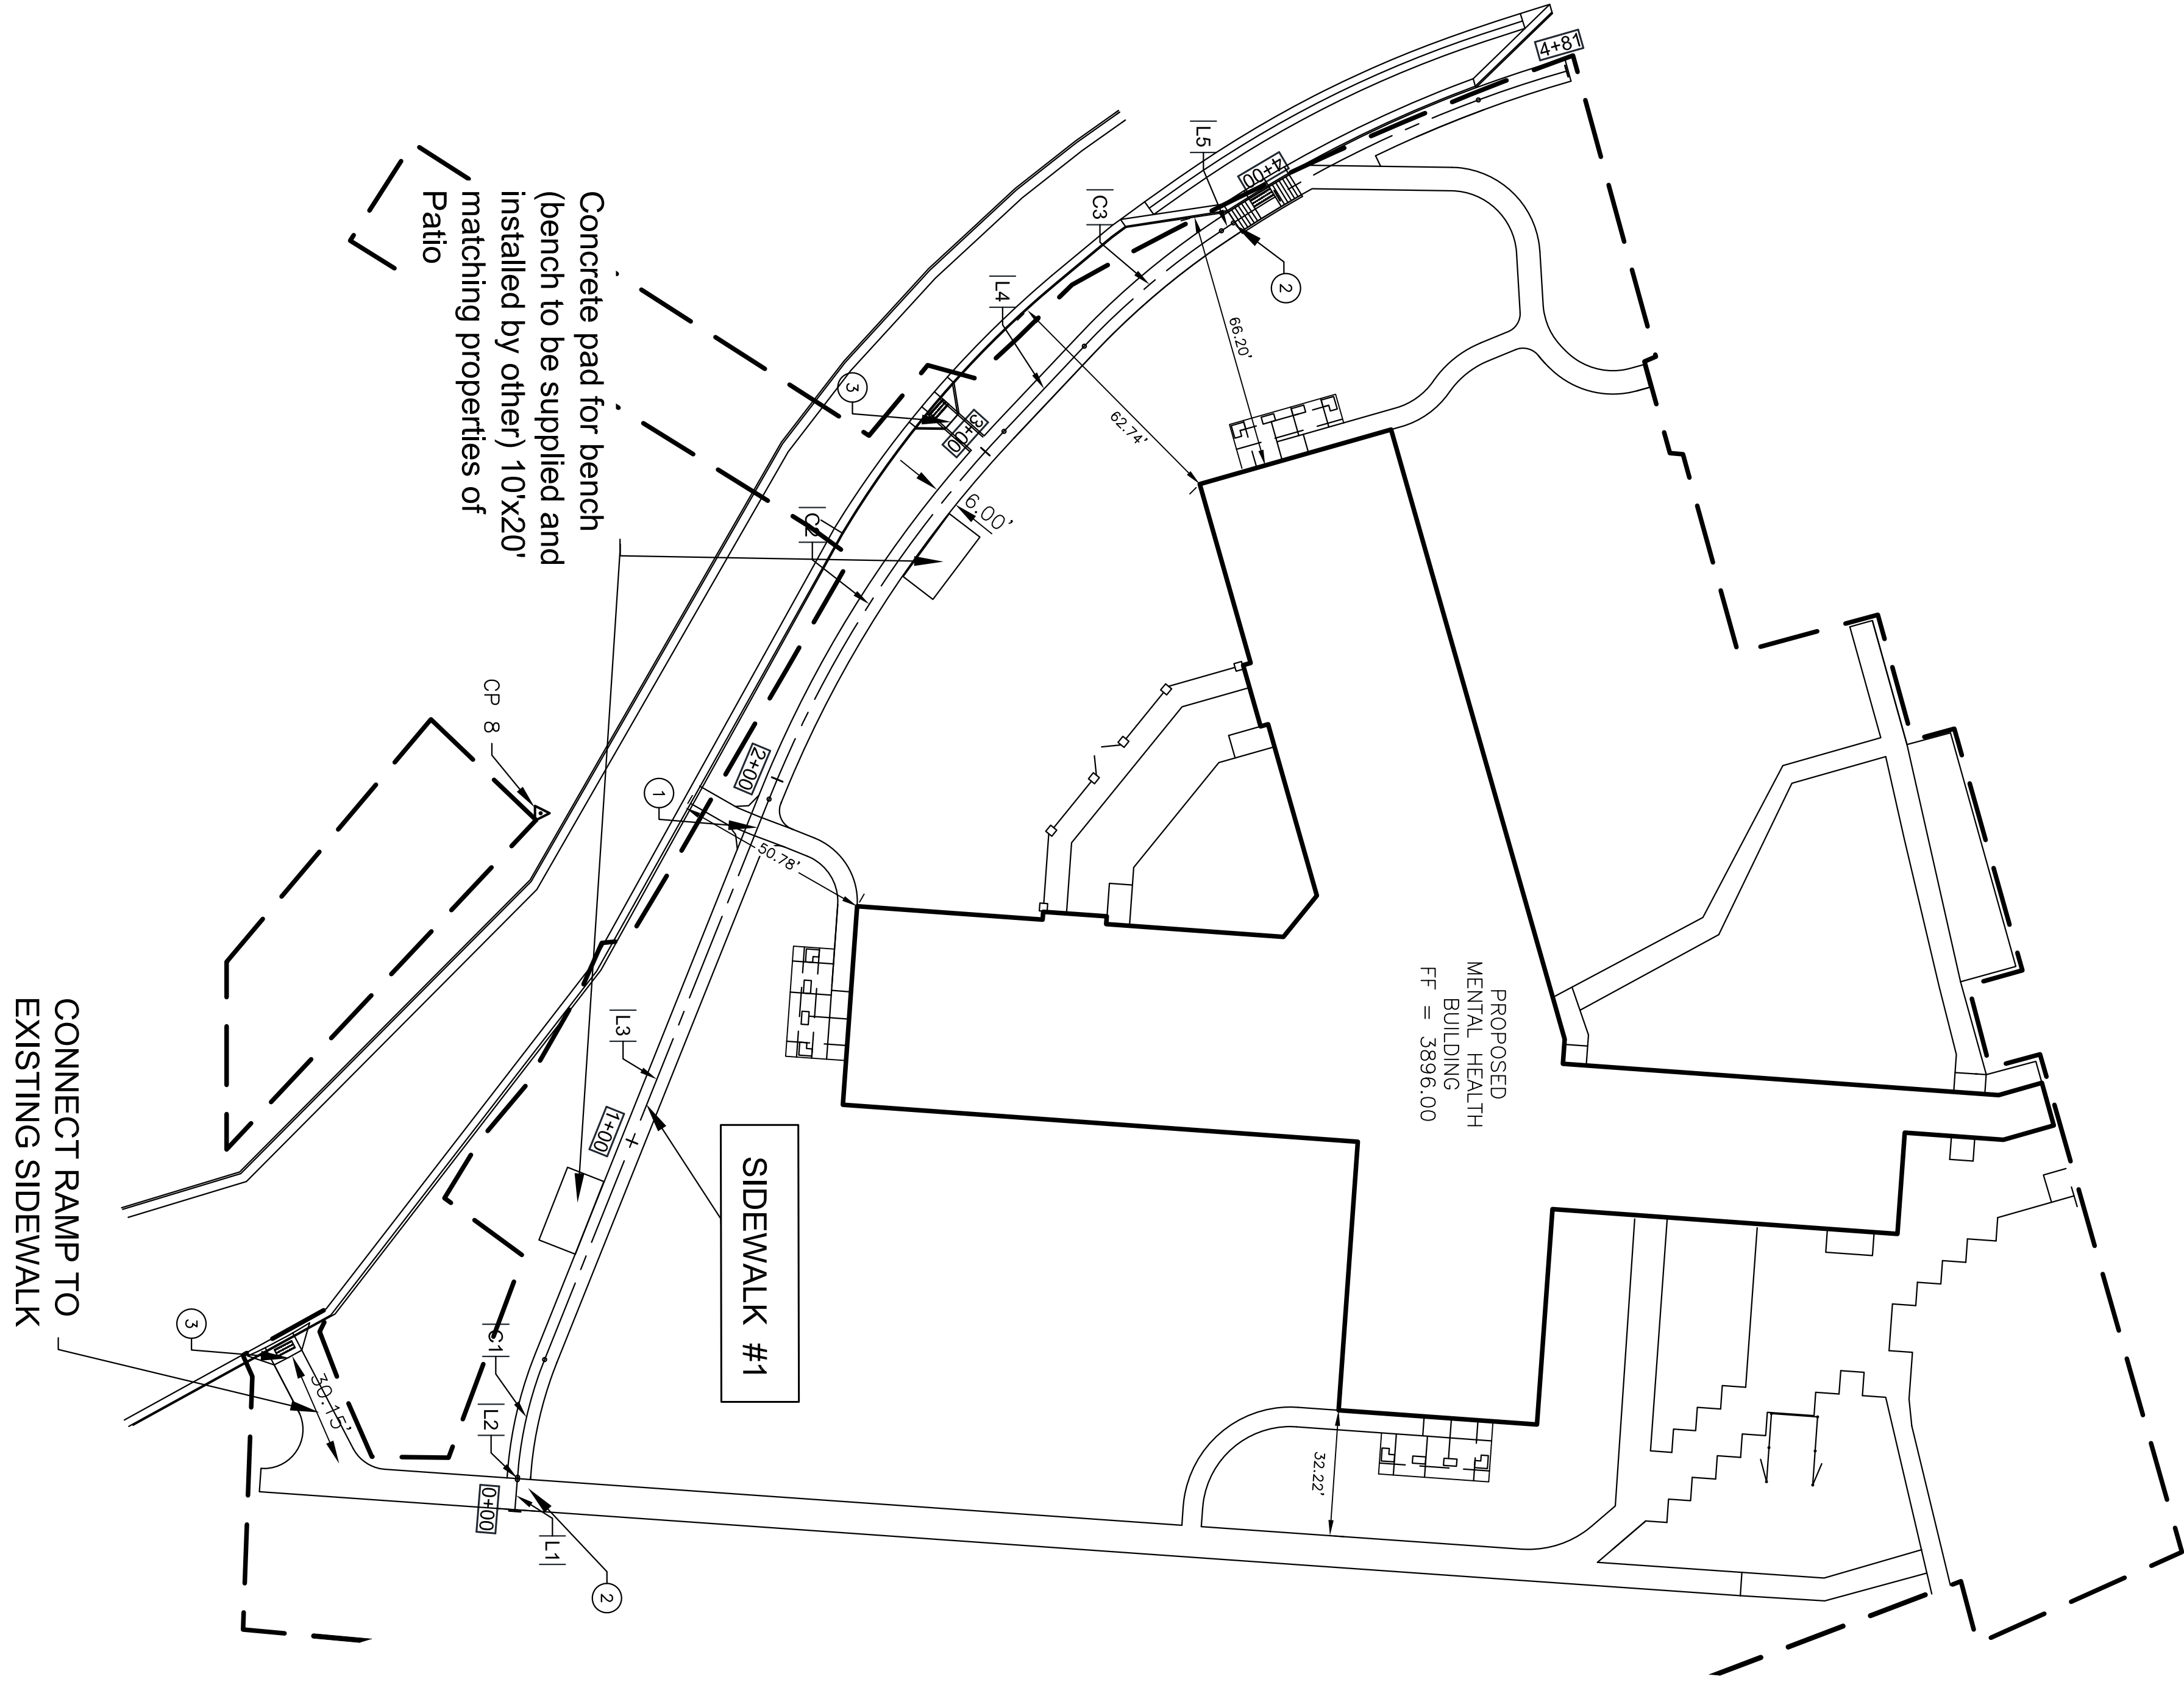 4+81
L5
4+00
C3
2
L4
66.20'
62.74'
3
3+00
6.00'
C2
Concrete pad for bench
(bench to be supplied and
installed by other) 10'x20'
matching properties of
Patio
CP 8
2+00
1
50.78'
PROPOSED
MENTAL HEALTH
BUILDING
FF = 3896.00
L3
1+00
SIDEWALK #1
CONNECT RAMP TO
EXISTING SIDEWALK
3
30.15'
C1
L2
0+00
L1
2
32.22'